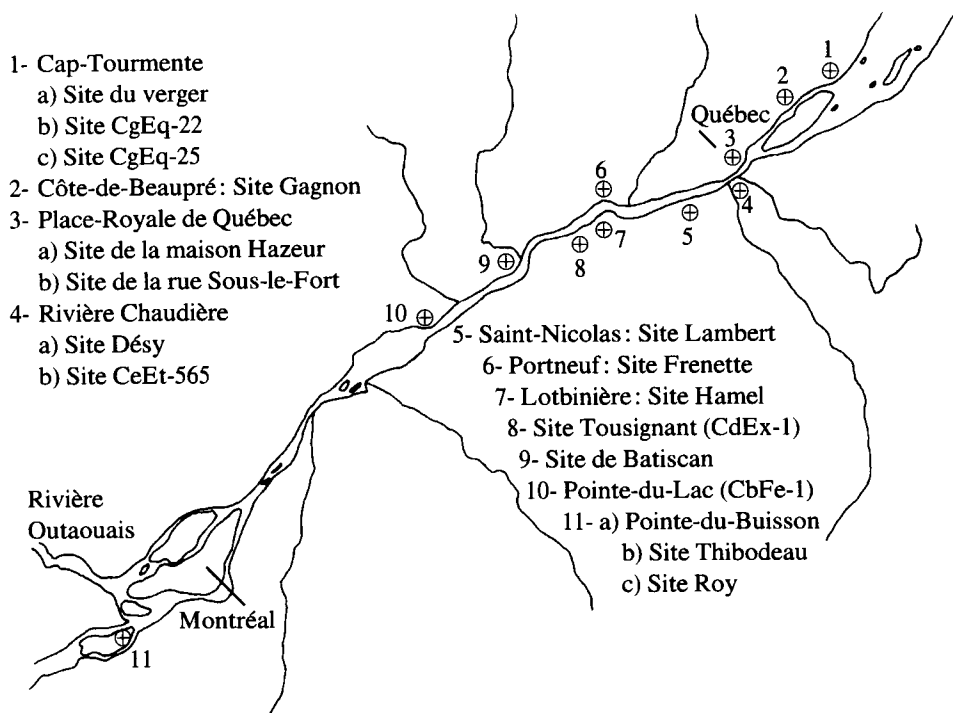 1- Cap-Tourmente
a) Site du verger
b) Site CgEq-22
c) Site CgEq-25
2- Côte-de-Beaupré : Site Gagnon
3- Place-Royale de Québec
a) Site de la maison Hazeur
b) Site de la rue Sous-le-Fort
4- Rivière Chaudière
a) Site Désy
b) Site CeEt-565
1
2
Québec
3
4
5
6
7
8
9
10
5- Saint-Nicolas : Site Lambert
6- Portneuf : Site Frenette
7- Lotbinière : Site Hamel
8- Site Tousignant (CdEx-1)
9- Site de Batiscan
10- Pointe-du-Lac (CbFe-1)
11- a) Pointe-du-Buisson
b) Site Thibodeau
c) Site Roy
Rivière
Outaouais
Montréal
11